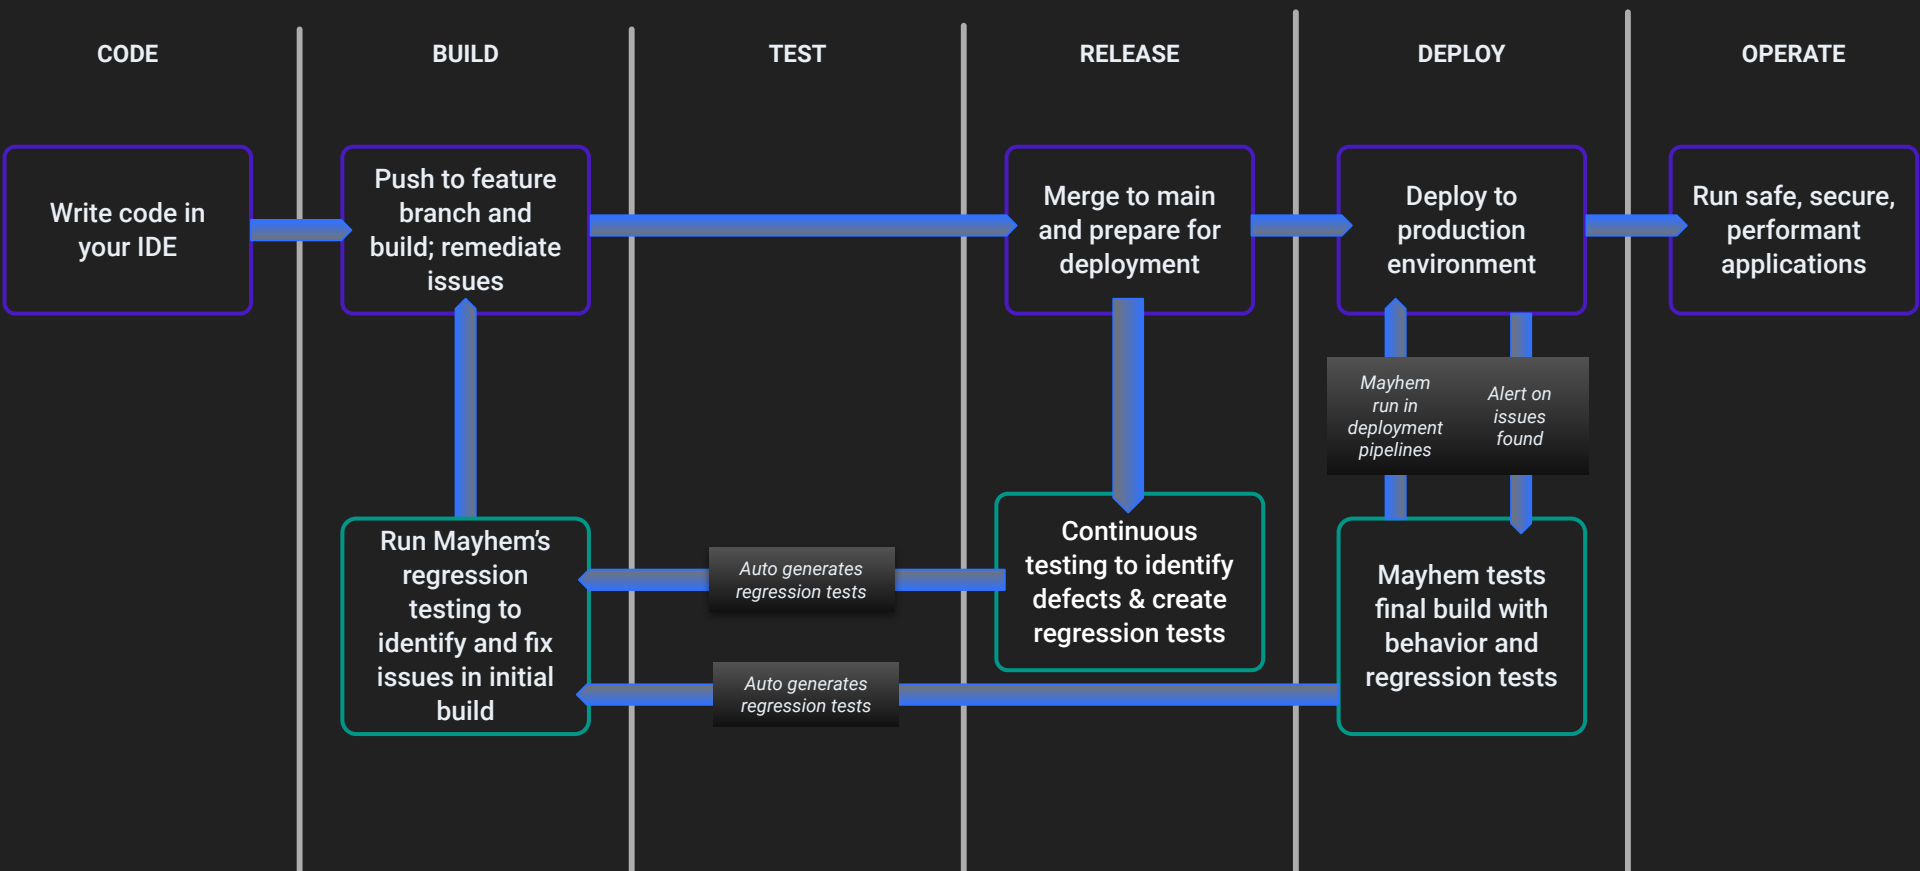 CODE
BUILD
TEST
RELEASE
DEPLOY
OPERATE
Write code in
your IDE
Push to feature
branch and
build; remediate
issues
Merge to main
and prepare for
deployment
Deploy to
production
environment
Run safe, secure,
performant
applications
Mayhem
run in
deployment
pipelines
Alert on
issues
found
Run Mayhem’s
regression
testing to
identify and fix
issues in initial
build
Auto generates
regression tests
Continuous
testing to identify
defects & create
regression tests
Mayhem tests
final build with
behavior and
regression tests
Auto generates
regression tests